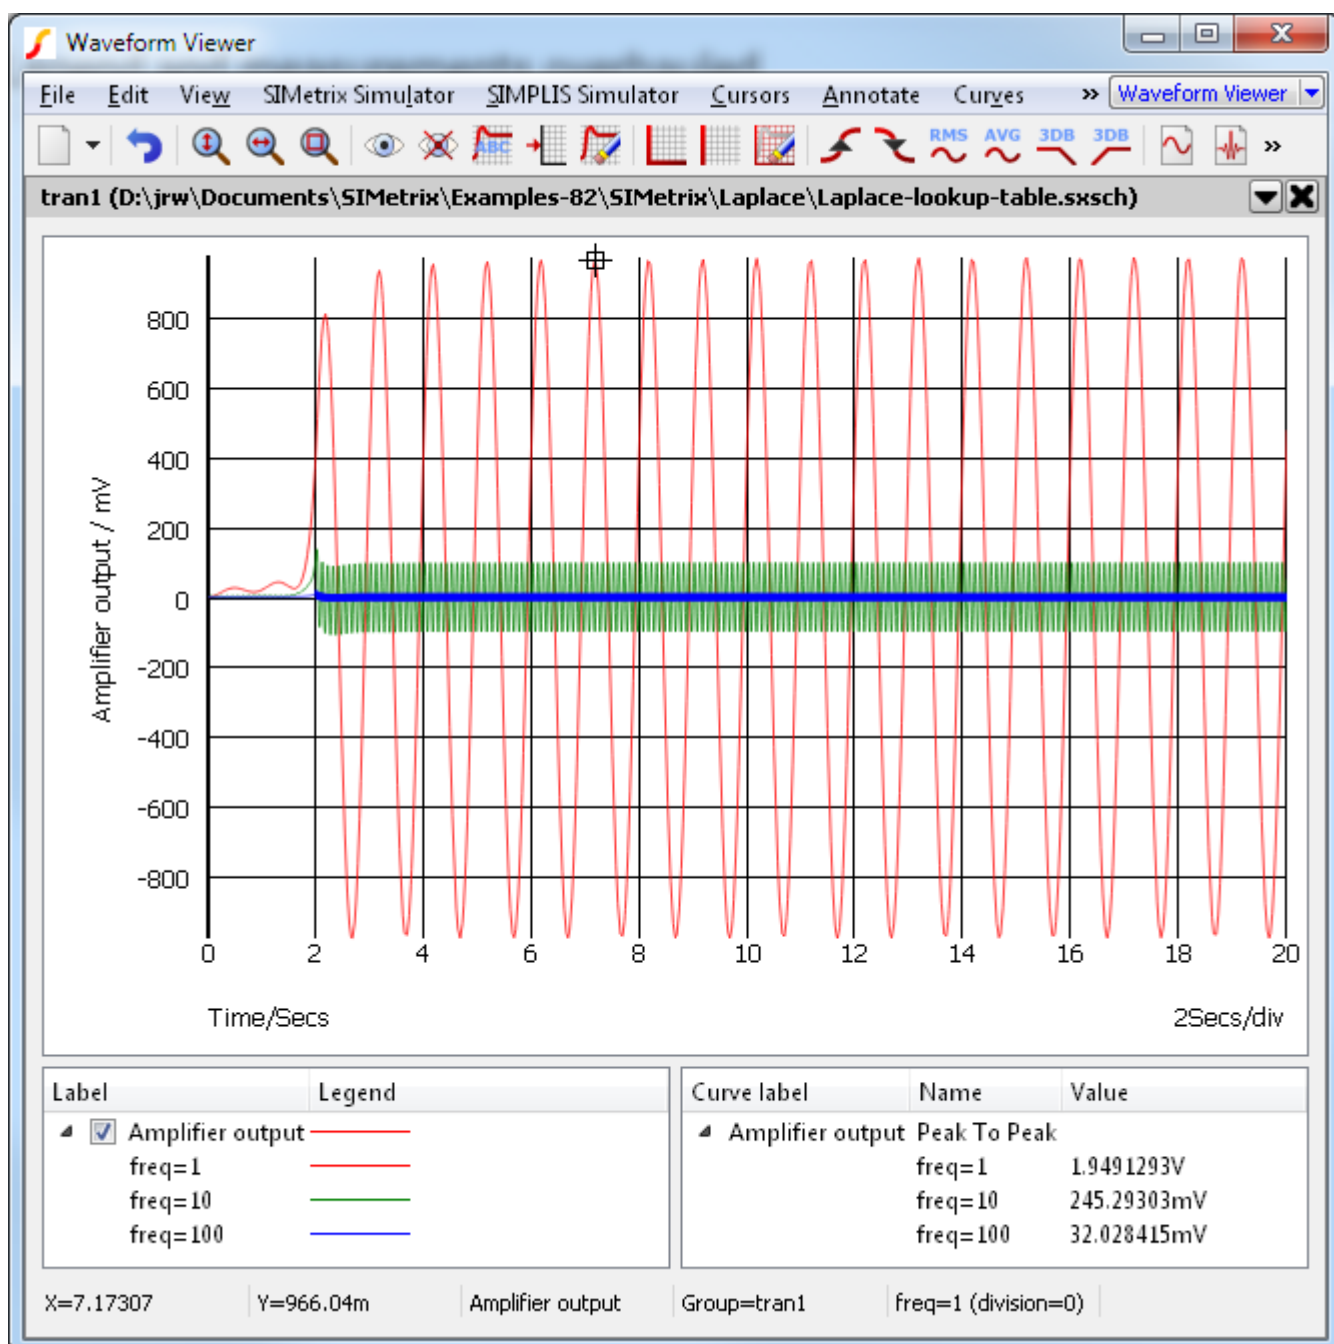 Waveform Viewer
File Edit View SIMetrix Simulator SIMPLIS Simulator Cursors Annotate Curves » Waveform Viewer
ABC RMS AVG 3DB 3DB »
tran1 (D:\jrw\Documents\SIMetrix\Examples-82\SIMetrix\Laplace\Laplace-lookup-table.sxsch)
800
600
400
200
0
-200
-400
-600
-800
Amplifier output / mV
0 2 4 6 8 10 12 14 16 18 20
Time/Secs 2Secs/div
Label Legend
Amplifier output
freq=1
freq=10
freq=100
Curve label Name Value
Amplifier output Peak To Peak
freq=1 1.9491293V
freq=10 245.29303mV
freq=100 32.028415mV
X=7.17307 Y=966.04m Amplifier output Group=tran1 freq=1 (division=0)